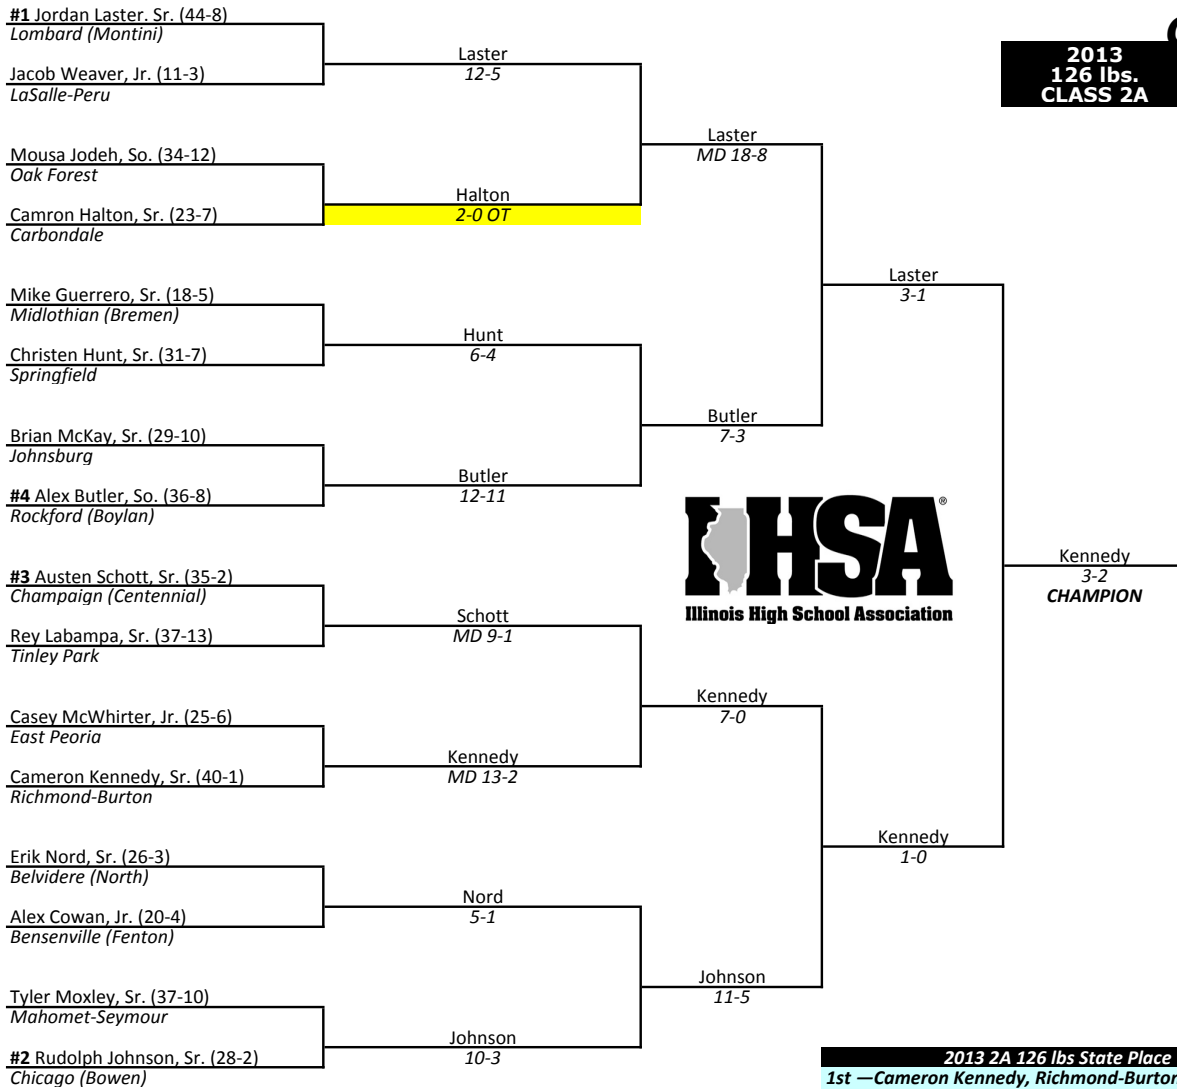 #1 Jordan Laster. Sr. (44-8)
Lombard (Montini)
Jacob Weaver, Jr. (11-3)
LaSalle-Peru
Mousa Jodeh, So. (34-12)
Oak Forest
Camron Halton, Sr. (23-7)
Carbondale
Mike Guerrero, Sr. (18-5)
Midlothian (Bremen)
Christen Hunt, Sr. (31-7)
Springfield
Brian McKay, Sr. (29-10)
Johnsburg
#4 Alex Butler, So. (36-8)
Rockford (Boylan)
#3 Austen Schott, Sr. (35-2)
Champaign (Centennial)
Rey Labampa, Sr. (37-13)
Tinley Park
Casey McWhirter, Jr. (25-6)
East Peoria
Cameron Kennedy, Sr. (40-1)
Richmond-Burton
Erik Nord, Sr. (26-3)
Belvidere (North)
Alex Cowan, Jr. (20-4)
Bensenville (Fenton)
Tyler Moxley, Sr. (37-10)
Mahomet-Seymour
#2 Rudolph Johnson, Sr. (28-2)
Chicago (Bowen)
Laster
12-5
Halton
2-0 OT
Hunt
6-4
Butler
12-11
Schott
MD 9-1
Kennedy
MD 13-2
Nord
5-1
Johnson
10-3
Laster
MD 18-8
Butler
7-3
Kennedy
7-0
Johnson
11-5
Laster
3-1
Kennedy
1-0
Kennedy
3-2
CHAMPION
2013
126 lbs.
CLASS 2A
IHSA®
Illinois High School Association
2013 2A 126 lbs State Place
1st —Cameron Kennedy, Richmond-Burton